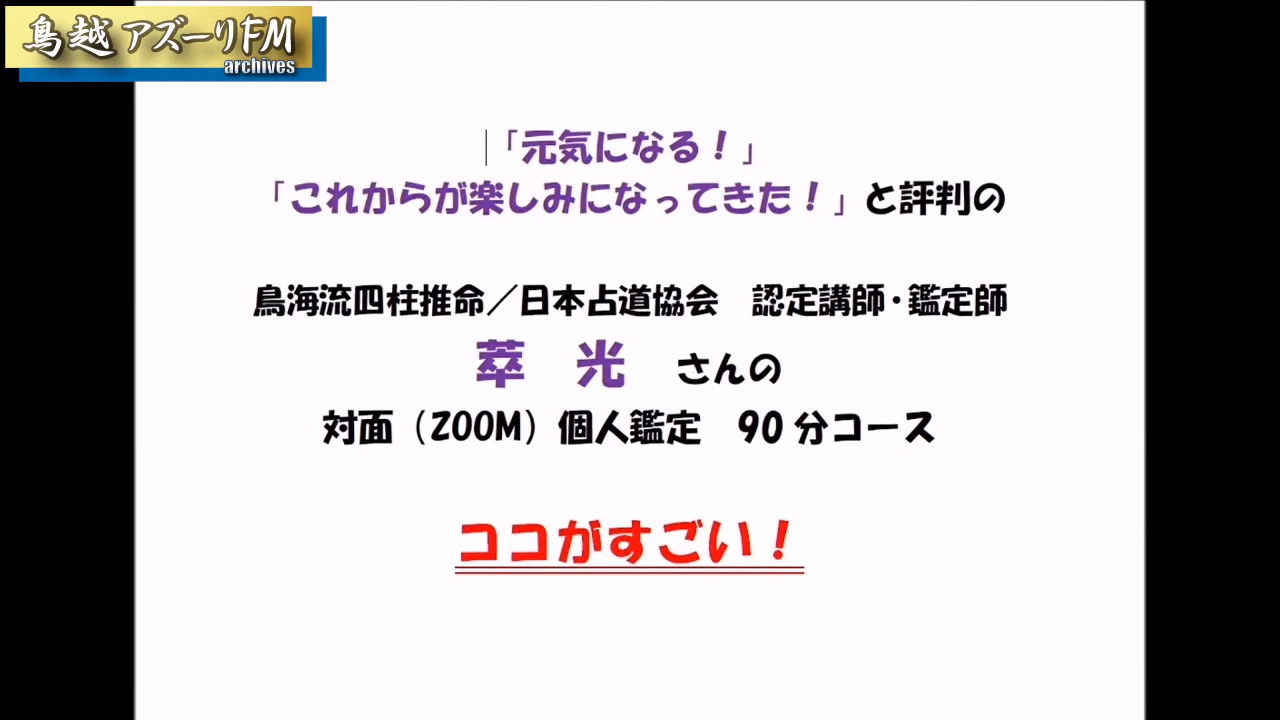 鳥越アズーリFM
archives
「元気になる！」
「これからが楽しみになってきた！」と評判の
鳥海流四柱推命／日本占道協会　認定講師・鑑定師
萃　光　さんの
対面（ZOOM）個人鑑定　90分コース
ココがすごい！